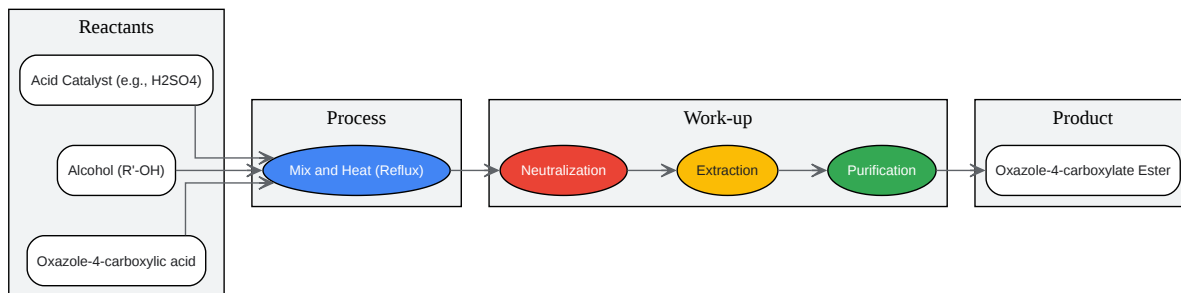 Reactants
Acid Catalyst (e.g., H2SO4)
Alcohol (R'-OH)
Oxazole-4-carboxylic acid
Process
Mix and Heat (Reflux)
Work-up
Neutralization
Extraction
Purification
Product
Oxazole-4-carboxylate Ester